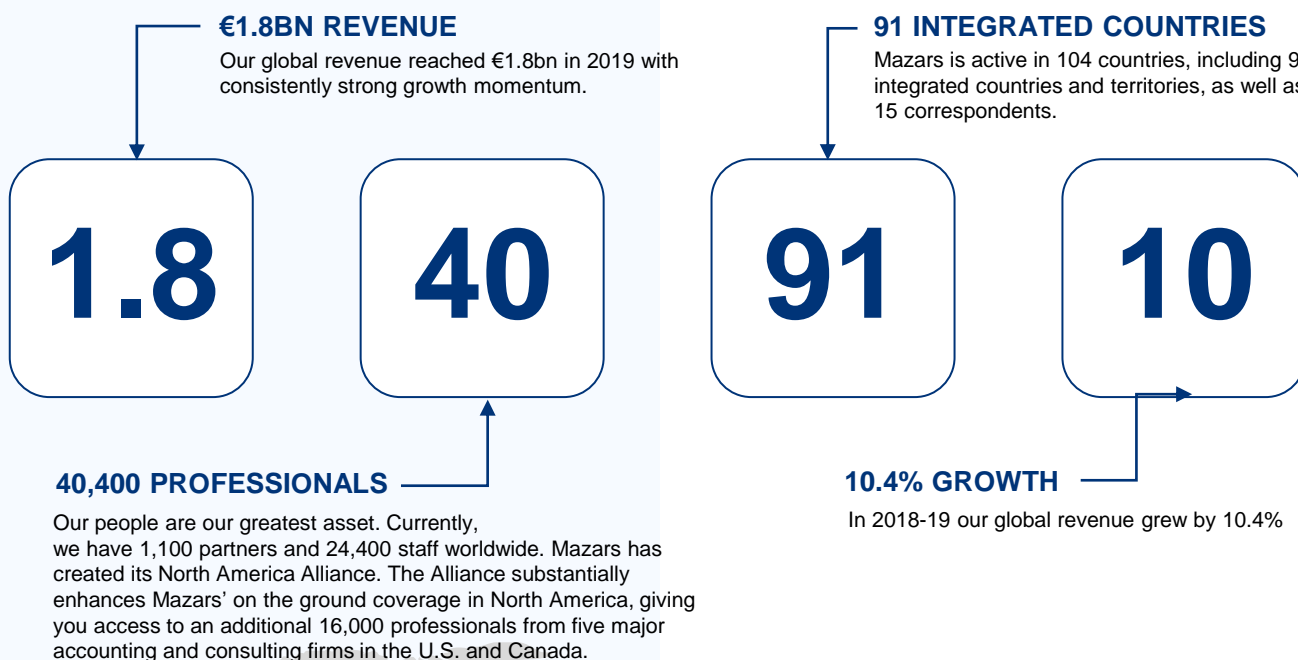 €1.8BN REVENUE
Our global revenue reached €1.8bn in 2019 with
consistently strong growth momentum.
91 INTEGRATED COUNTRIES
Mazars is active in 104 countries, including 9
integrated countries and territories, as well as
15 correspondents.
1.8
40
91
10
40,400 PROFESSIONALS
Our people are our greatest asset. Currently,
we have 1,100 partners and 24,400 staff worldwide. Mazars has
created its North America Alliance. The Alliance substantially
enhances Mazars’ on the ground coverage in North America, giving
you access to an additional 16,000 professionals from five major
accounting and consulting firms in the U.S. and Canada.
10.4% GROWTH
In 2018-19 our global revenue grew by 10.4%